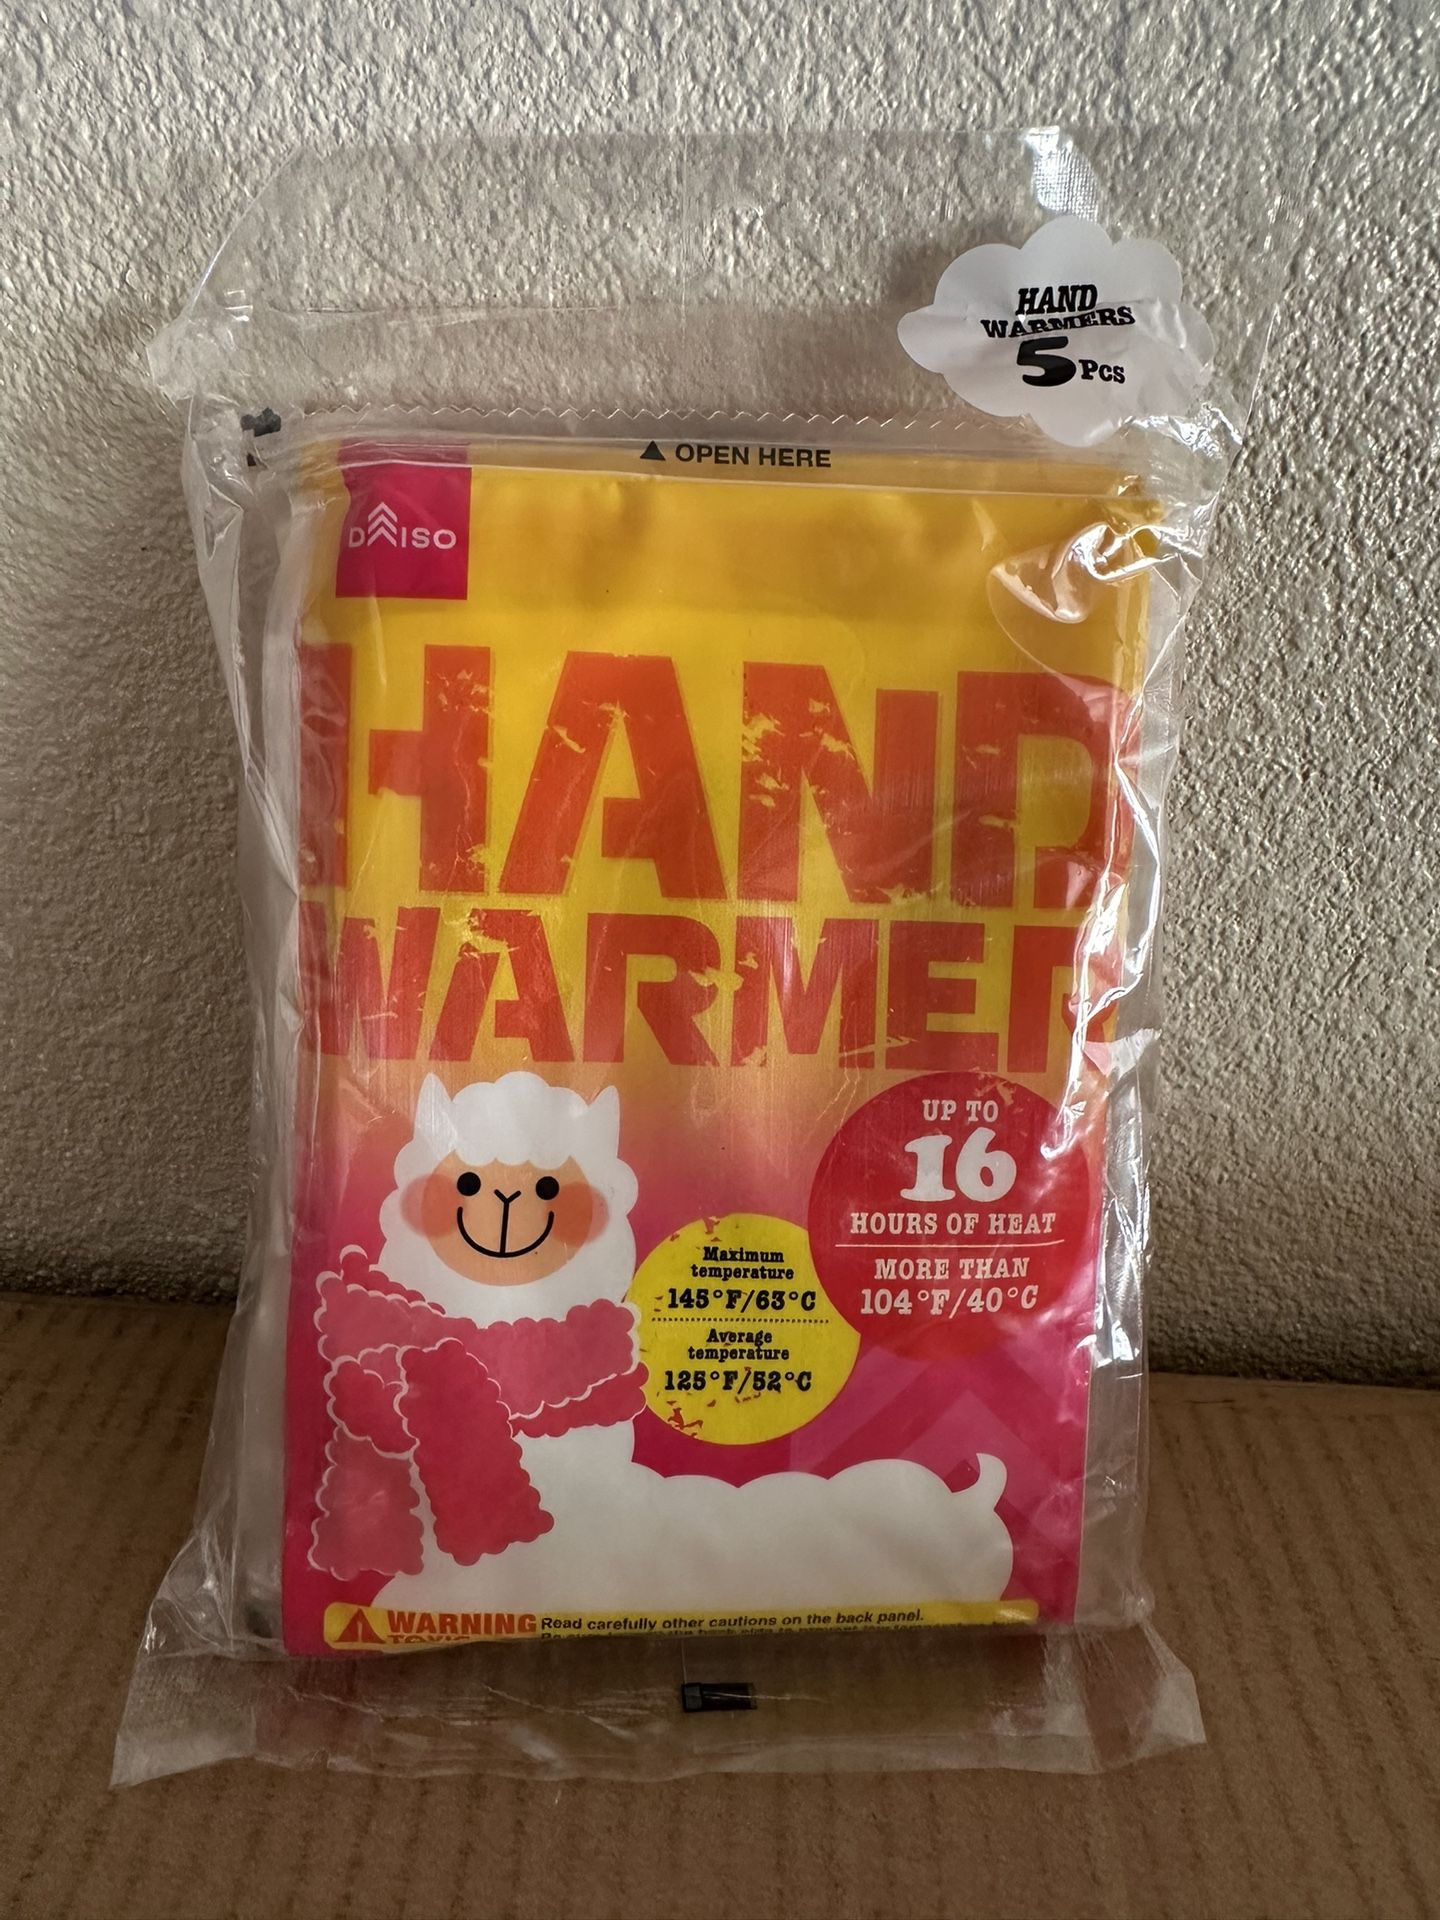 HAND
WARMERS
5 Pcs
▲ OPEN HERE
DAISO
HAND
WARMER
UP TO
16
HOURS OF HEAT
MORE THAN
104°F/40°C
Maximum
temperature
145°F/63°C
Average
temperature
125°F/52°C
WARNING Read carefully other cautions on the back panel.
TOXIC